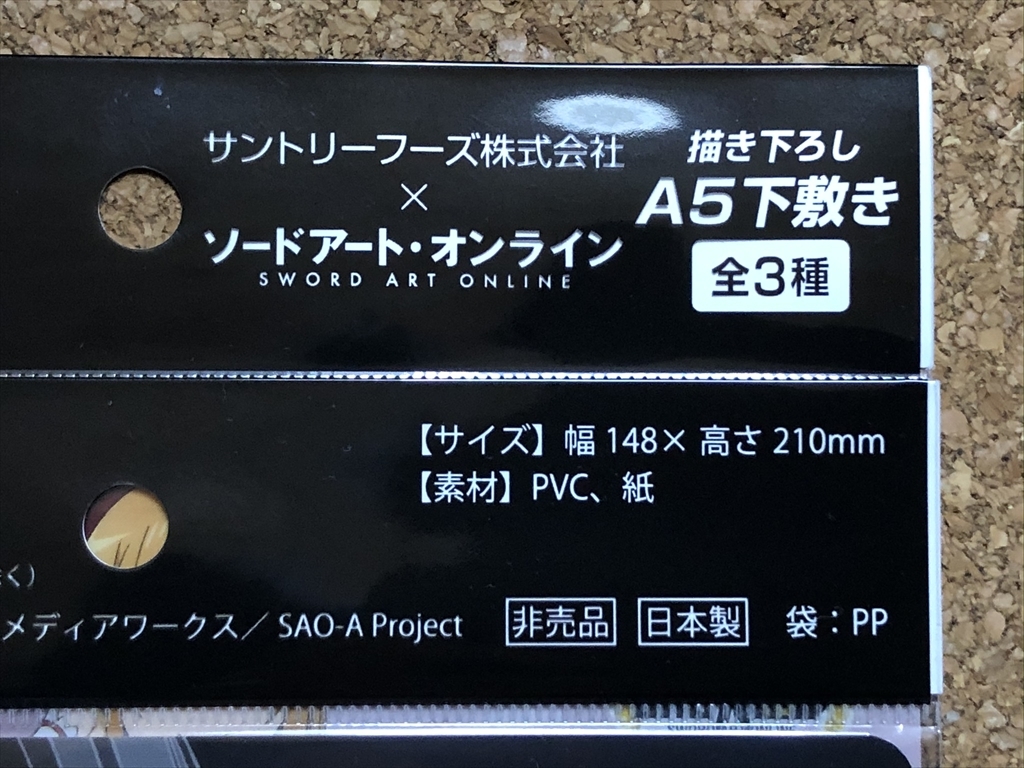 サントリーフーズ株式会社
×
ソードアート・オンライン
SWORD ART ONLINE
描き下ろし
A5下敷き
全3種
【サイズ】幅 148× 高さ 210mm
【素材】PVC、紙
く）
メディアワークス／ SAO-A Project
非売品
日本製
袋：PP